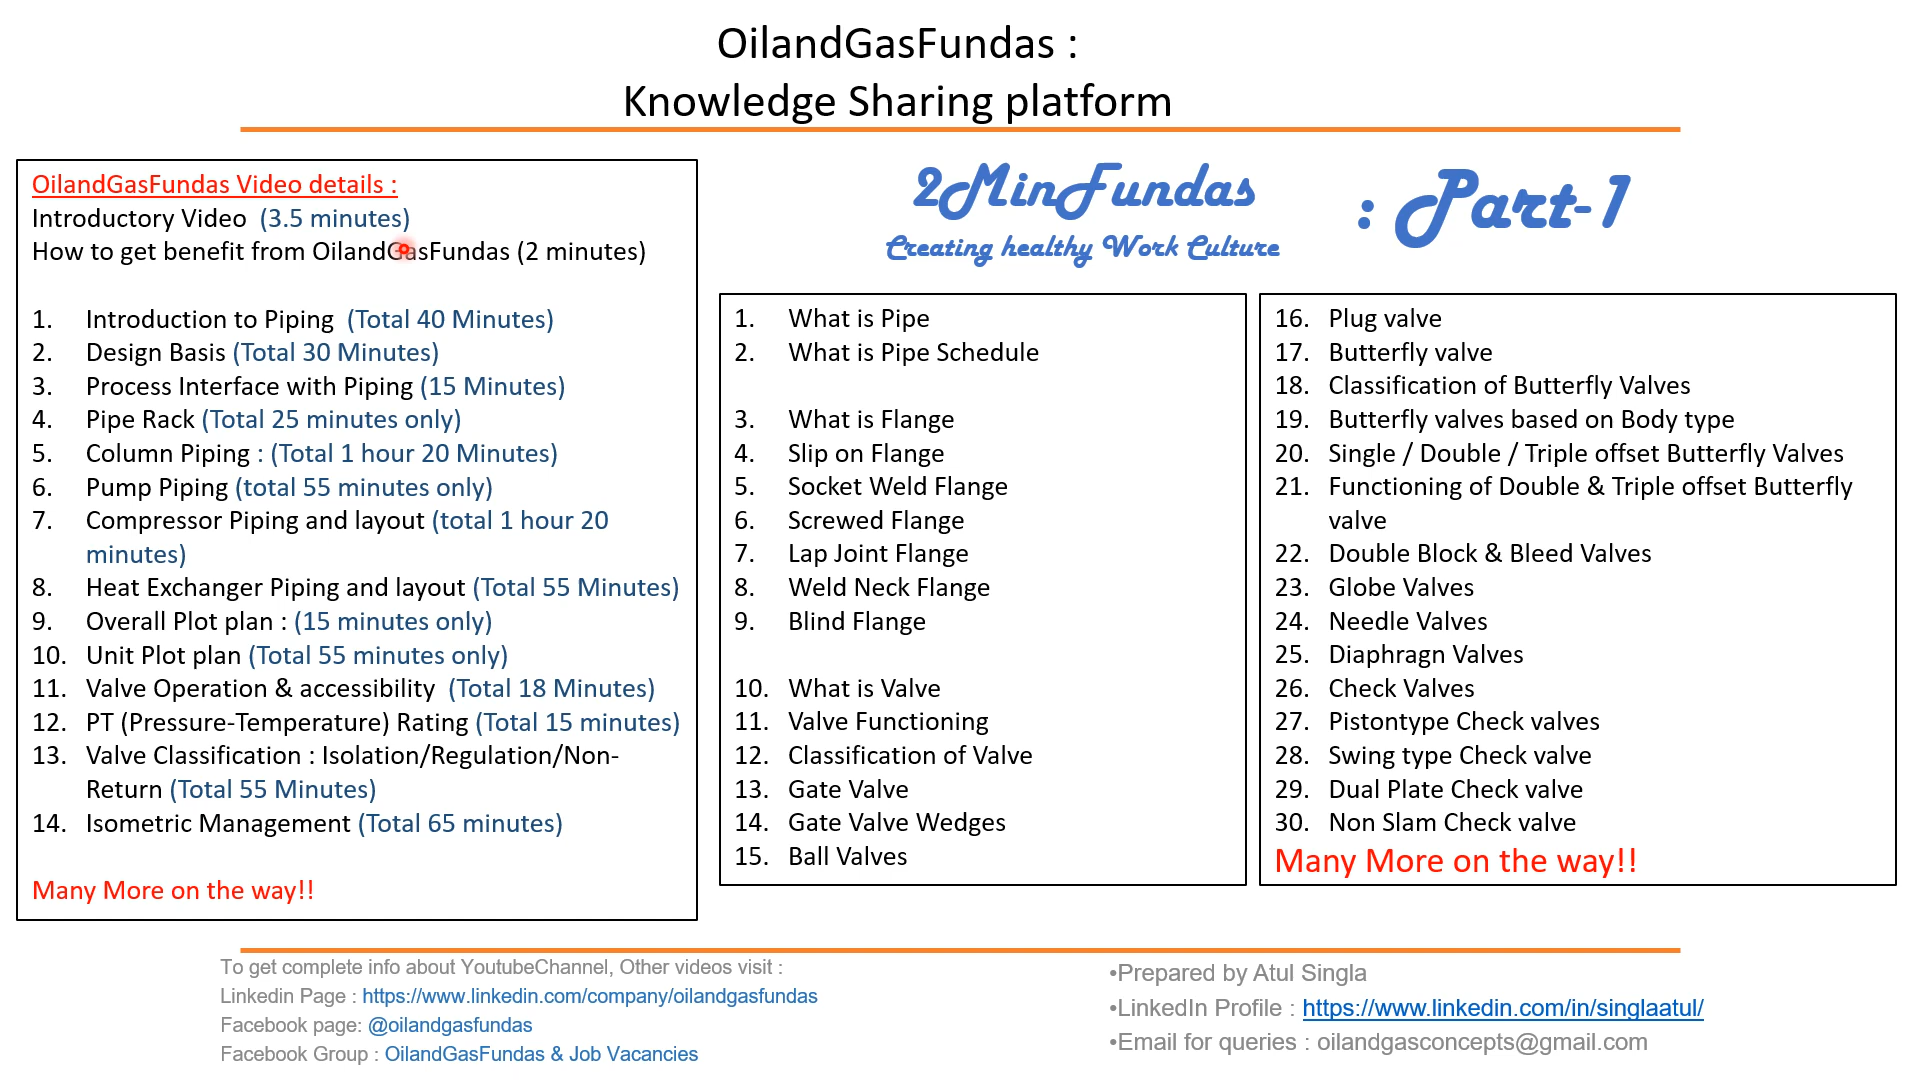 OilandGasFundas :
Knowledge Sharing platform
OilandGasFundas Video details :
Introductory Video (3.5 minutes)
How to get benefit from OilandGasFundas (2 minutes)
1. Introduction to Piping (Total 40 Minutes)
2. Design Basis (Total 30 Minutes)
3. Process Interface with Piping (15 Minutes)
4. Pipe Rack (Total 25 minutes only)
5. Column Piping : (Total 1 hour 20 Minutes)
6. Pump Piping (total 55 minutes only)
7. Compressor Piping and layout (total 1 hour 20
minutes)
8. Heat Exchanger Piping and layout (Total 55 Minutes)
9. Overall Plot plan : (15 minutes only)
10. Unit Plot plan (Total 55 minutes only)
11. Valve Operation & accessibility (Total 18 Minutes)
12. PT (Pressure-Temperature) Rating (Total 15 minutes)
13. Valve Classification : Isolation/Regulation/Non-
Return (Total 55 Minutes)
14. Isometric Management (Total 65 minutes)
Many More on the way!!
2MinFundas : Part-1
Creating healthy Work Culture
1. What is Pipe
2. What is Pipe Schedule
3. What is Flange
4. Slip on Flange
5. Socket Weld Flange
6. Screwed Flange
7. Lap Joint Flange
8. Weld Neck Flange
9. Blind Flange
10. What is Valve
11. Valve Functioning
12. Classification of Valve
13. Gate Valve
14. Gate Valve Wedges
15. Ball Valves
16. Plug valve
17. Butterfly valve
18. Classification of Butterfly Valves
19. Butterfly valves based on Body type
20. Single / Double / Triple offset Butterfly Valves
21. Functioning of Double & Triple offset Butterfly
valve
22. Double Block & Bleed Valves
23. Globe Valves
24. Needle Valves
25. Diaphragn Valves
26. Check Valves
27. Pistontype Check valves
28. Swing type Check valve
29. Dual Plate Check valve
30. Non Slam Check valve
Many More on the way!!
To get complete info about YoutubeChannel, Other videos visit :
Linkedin Page : https://www.linkedin.com/company/oilandgasfundas
Facebook page: @oilandgasfundas
Facebook Group : OilandGasFundas & Job Vacancies
•Prepared by Atul Singla
•LinkedIn Profile : https://www.linkedin.com/in/singlaatul/
•Email for queries : oilandgasconcepts@gmail.com